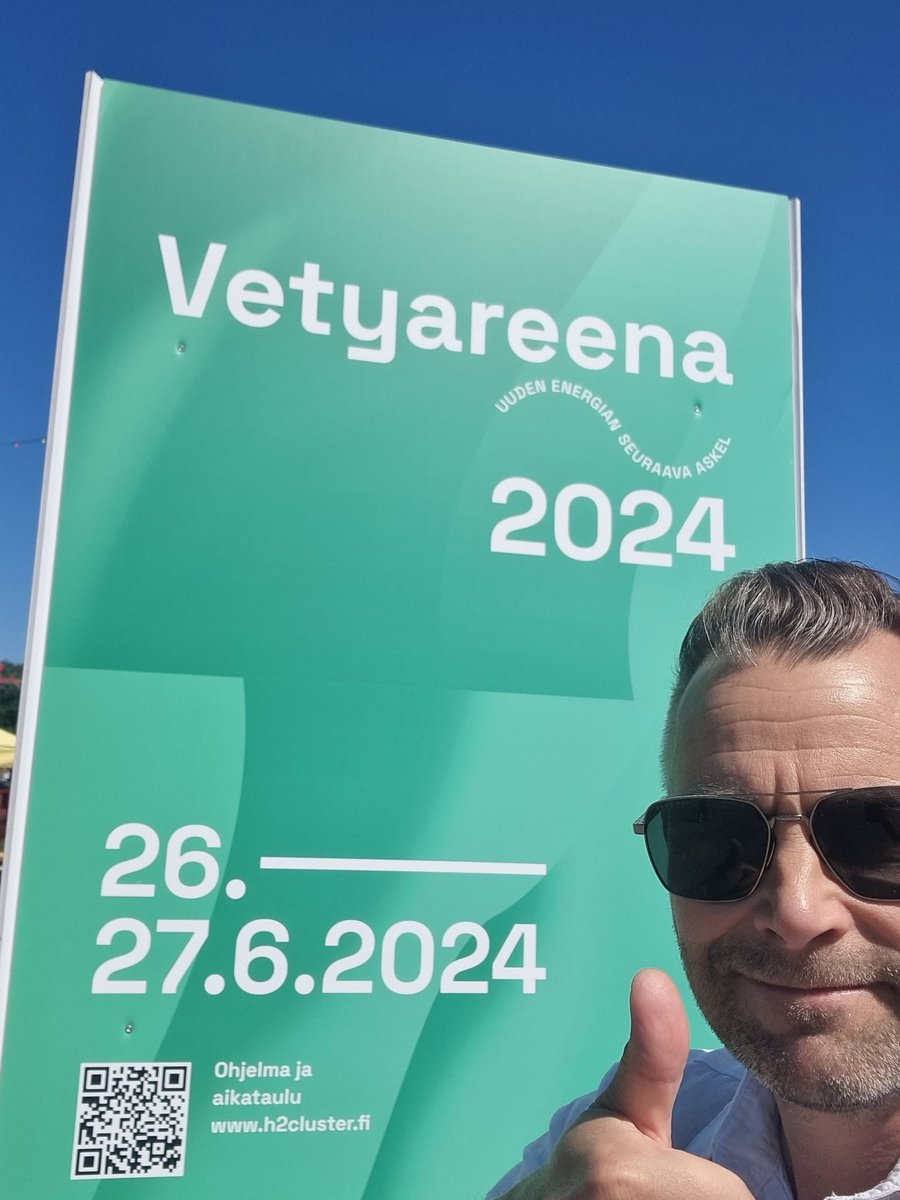 Vetyareena
UUDEN ENERGIAN SEURAAVA ASKEL
2024
26.—
27.6.2024
Ohjelma ja
aikataulu
www.h2cluster.fi